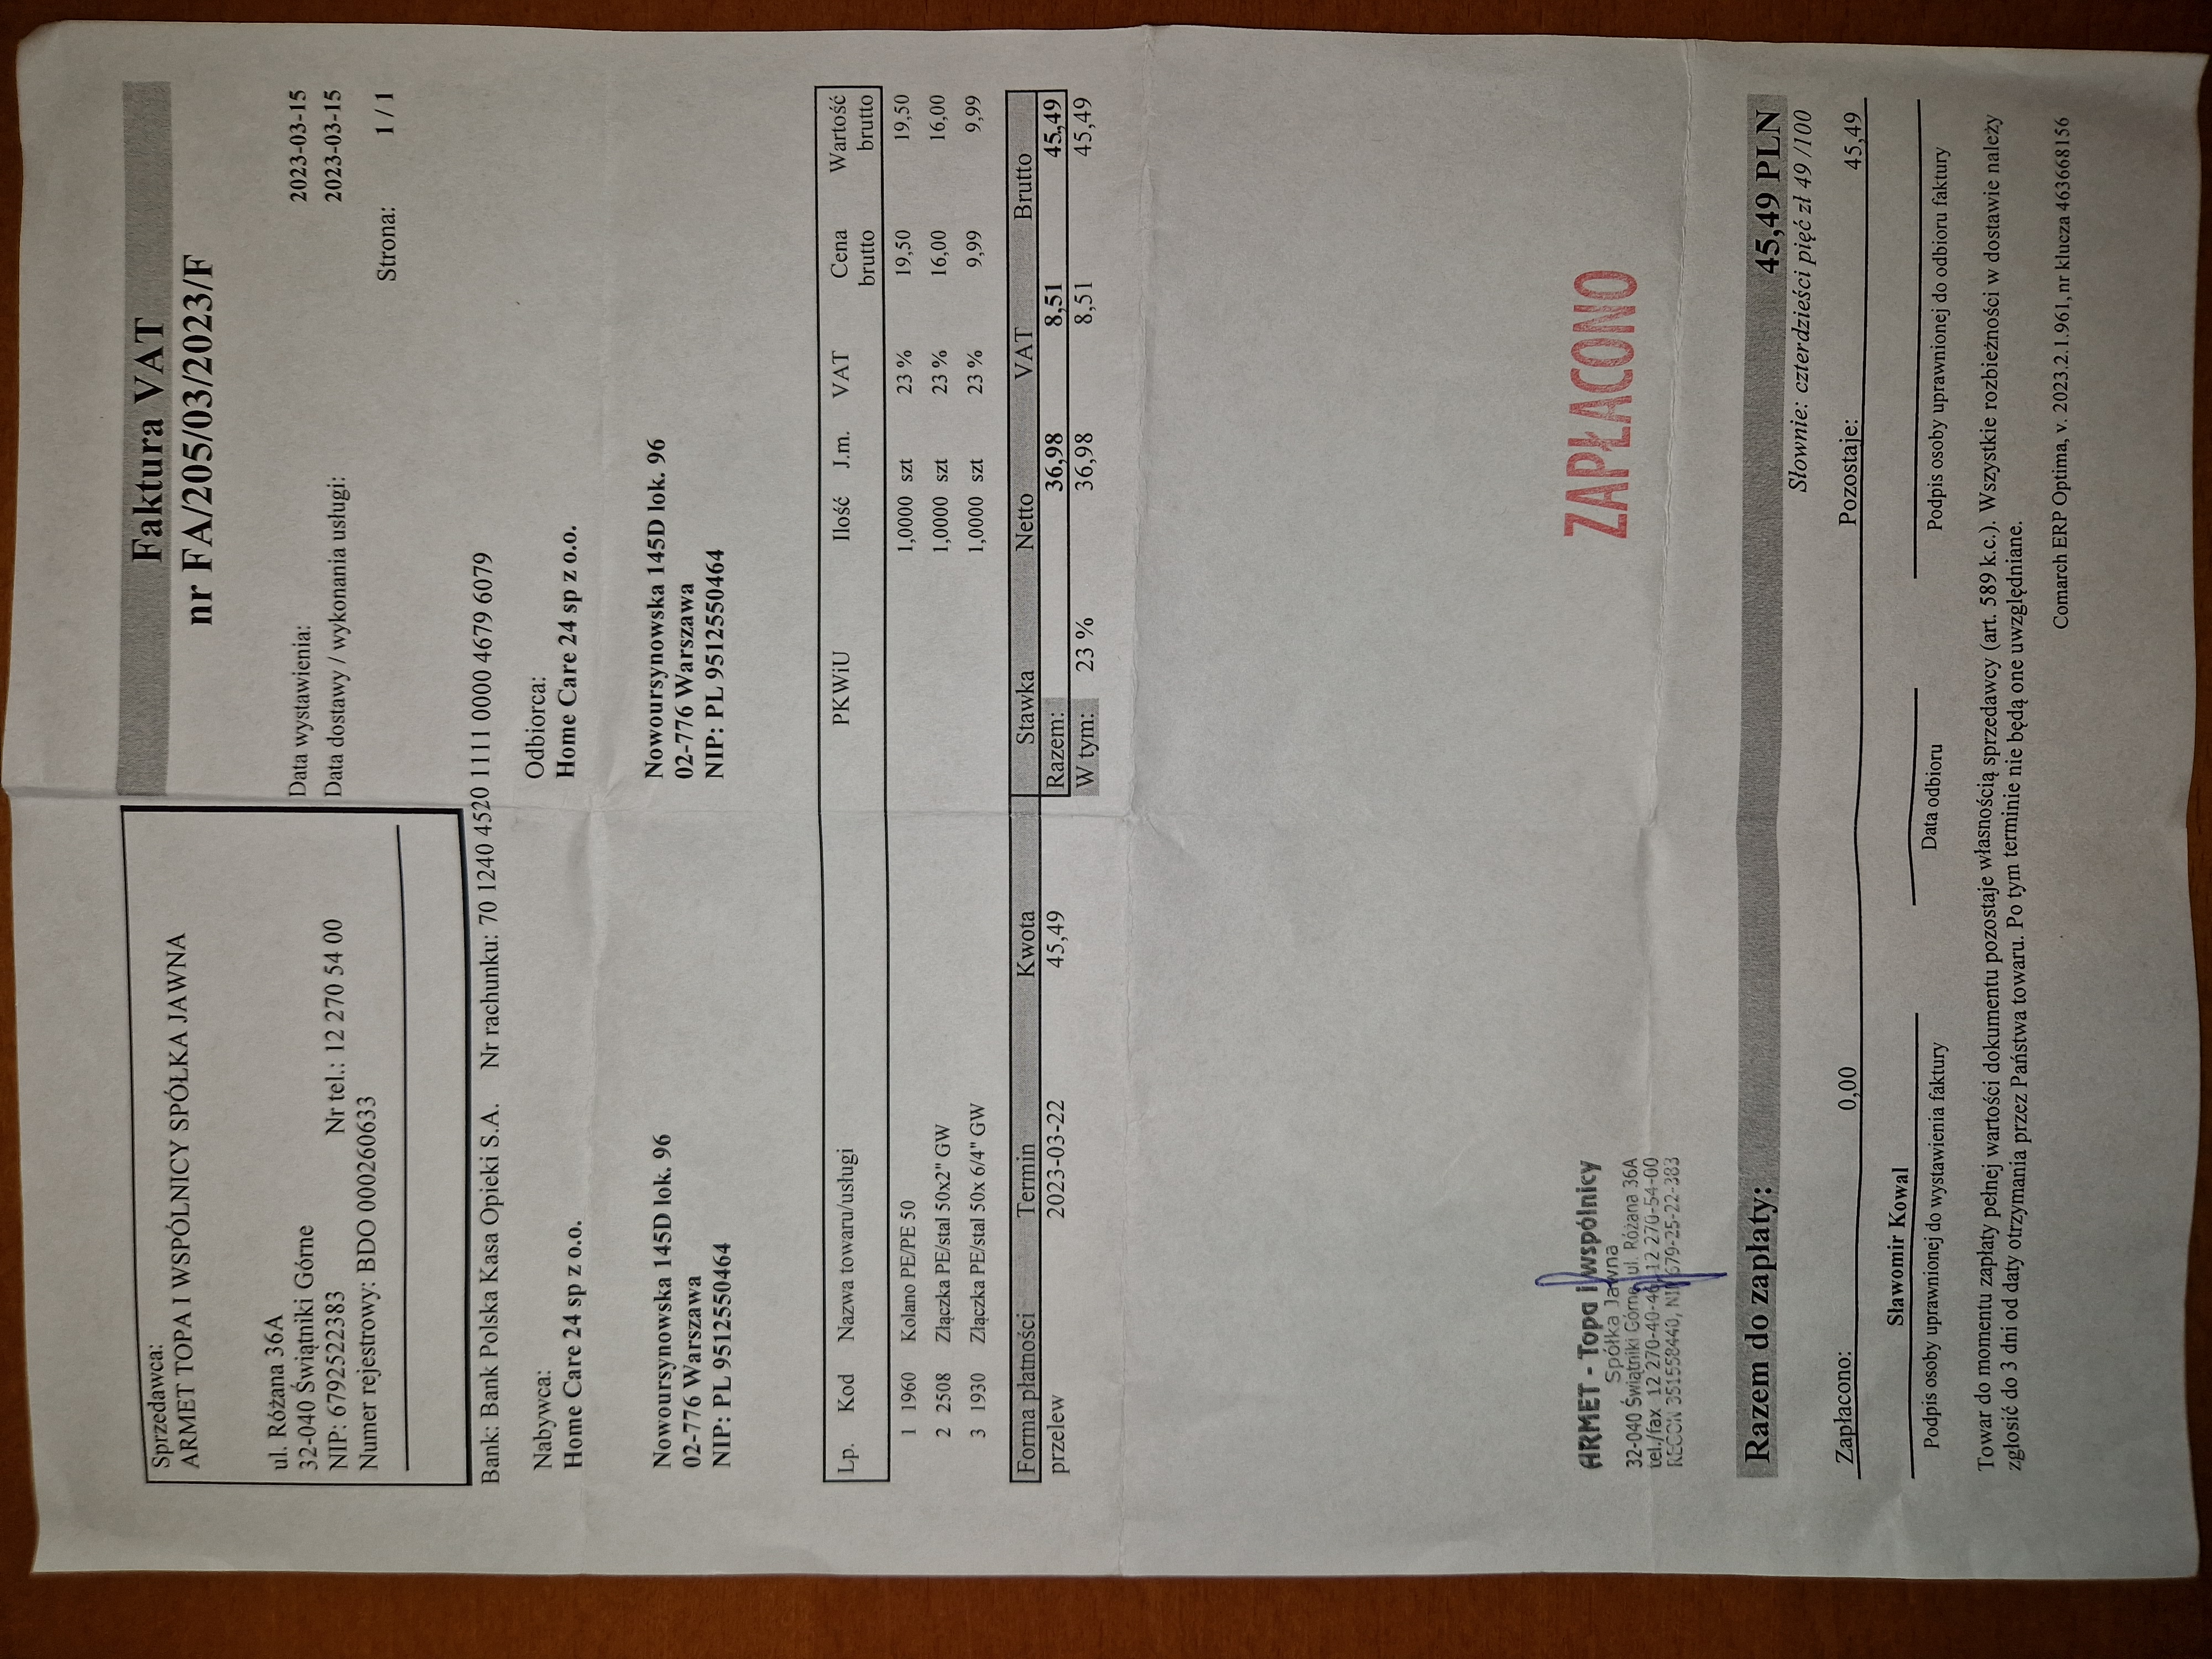 Sprzedawca:
ARMET TOPA I WSPÓLNICY SPÓŁKA JAWNA
ul. Różana 36A
32-040 Świątniki Górne
NIP: 6792522383 Nr tel.: 12 270 54 00
Numer rejestrowy: BDO 000260633
Faktura VAT
nr FA/205/03/2023/F
Data wystawienia: 2023-03-15
Data dostawy / wykonania usługi: 2023-03-15
Strona: 1 / 1
Bank: Bank Polska Kasa Opieki S.A. Nr rachunku: 70 1240 4520 1111 0000 4679 6079
Nabywca:
Home Care 24 sp z o.o.
Nowoursynowska 145D lok. 96
02-776 Warszawa
NIP: PL 9512550464
Odbiorca:
Home Care 24 sp z o.o.
Nowoursynowska 145D lok. 96
02-776 Warszawa
NIP: PL 9512550464
Lp. Kod Nazwa towaru/usługi PKWiU Ilość J.m. VAT Cena brutto Wartość brutto
1 1960 Kolano PE/PE 50 1,0000 szt 23 % 19,50 19,50
2 2508 Złączka PE/stal 50x2" GW 1,0000 szt 23 % 16,00 16,00
3 1930 Złączka PE/stal 50x 6/4" GW 1,0000 szt 23 % 9,99 9,99
Forma płatności Termin Kwota
przelew 2023-03-22 45,49
Stawka Netto VAT Brutto
Razem: 36,98 8,51 45,49
W tym: 23 % 36,98 8,51 45,49
ARMET - Topa i wspólnicy
Spółka Jawna
32-040 Świątniki Górne, ul. Różana 36A
tel./fax 12 270-40-46, 12 270-54-00
REGON 351558440, NIP 679-25-22-383
ZAPŁACONO
Razem do zapłaty: 45,49 PLN
Słownie: czterdzieści pięć zł 49 /100
Zapłacono: 0,00 Pozostaje: 45,49
Sławomir Kowal
Podpis osoby uprawnionej do wystawienia faktury Data odbioru Podpis osoby uprawnionej do odbioru faktury
Towar do momentu zapłaty pełnej wartości dokumentu pozostaje własnością sprzedawcy (art. 589 k.c.). Wszystkie rozbieżności w dostawie należy
zgłosić do 3 dni od daty otrzymania przez Państwa towaru. Po tym terminie nie będą one uwzględniane.
Comarch ERP Optima, v. 2023.2.1.961, nr klucza 463668156